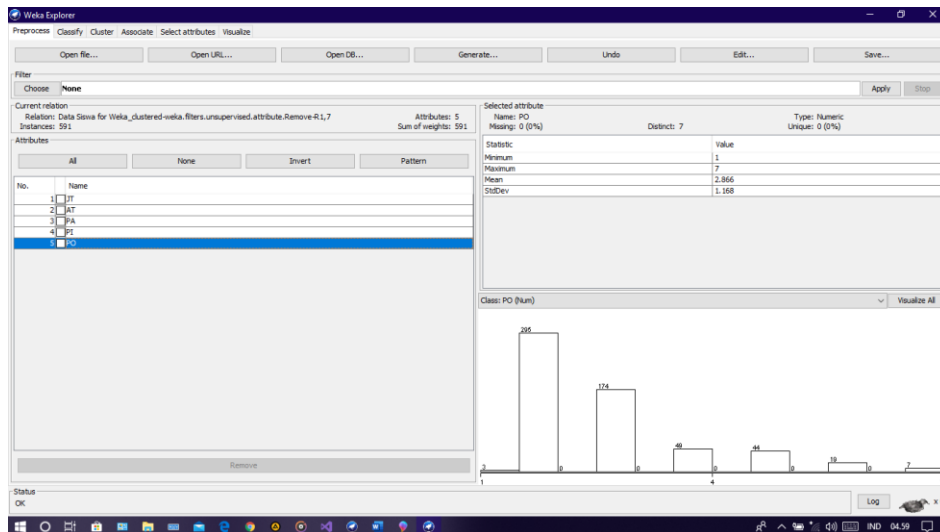 Weka Explorer
Preprocess Classify Cluster Associate Select attributes Visualize
Open file... Open URL... Open DB... Generate... Undo Edit... Save...
Filter
Choose None Apply Stop
Current relation
Relation: Data Siswa for Weka_clustered-weka.filters.unsupervised.attribute.Remove-R1,7 Attributes: 5
Instances: 591 Sum of weights: 591
Attributes
All None Invert Pattern
No. Name
1 JT
2 AT
3 PA
4 PI
5 PO
Remove
Selected attribute
Name: PO Type: Numeric
Missing: 0 (0%) Distinct: 7 Unique: 0 (0%)
Statistic Value
Minimum 1
Maximum 7
Mean 2.866
StdDev 1.168
Class: PO (Num) Visualize All
174
49
44
19
7
0 0 0 0 0
1 4
Status
OK
Log x
IND 04.59